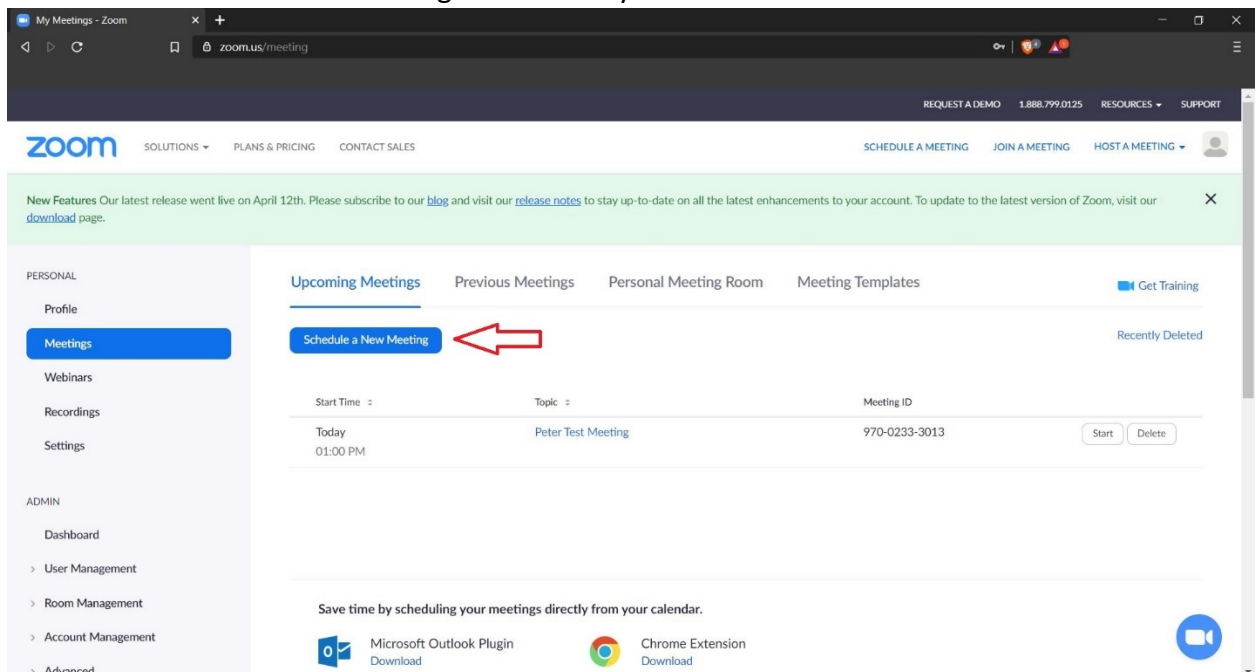 My Meetings - Zoom
zoom.us/meeting
REQUEST A DEMO 1.888.799.0125 RESOURCES SUPPORT
zoom SOLUTIONS PLANS & PRICING CONTACT SALES SCHEDULE A MEETING JOIN A MEETING HOST A MEETING
New Features Our latest release went live on April 12th. Please subscribe to our blog and visit our release notes to stay up-to-date on all the latest enhancements to your account. To update to the latest version of Zoom, visit our
download page.
PERSONAL
Profile
Meetings
Webinars
Recordings
Settings
ADMIN
Dashboard
User Management
Room Management
Account Management
Advanced
Upcoming Meetings Previous Meetings Personal Meeting Room Meeting Templates Get Training
Schedule a New Meeting Recently Deleted
Start Time Topic Meeting ID
Today Peter Test Meeting 970-0233-3013 Start Delete
01:00 PM
Save time by scheduling your meetings directly from your calendar.
Microsoft Outlook Plugin Chrome Extension
Download Download